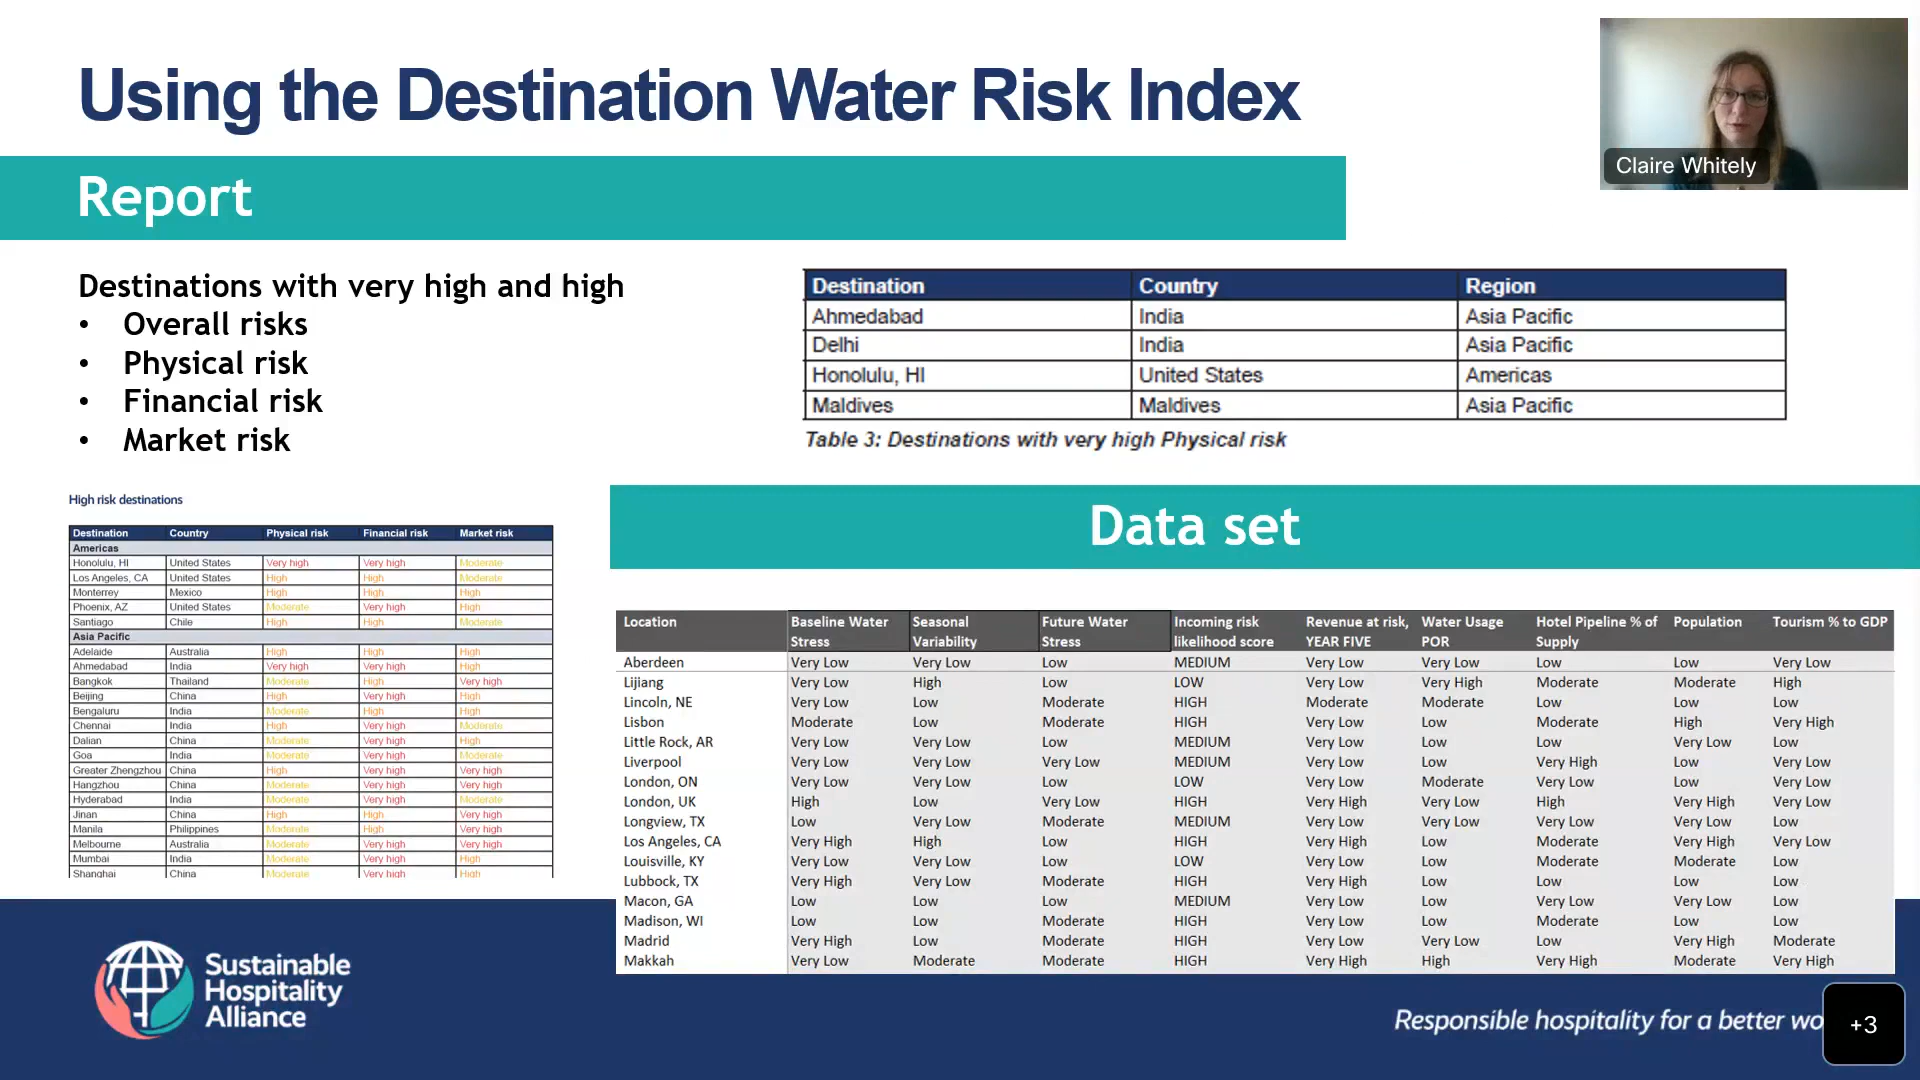 Using the Destination Water Risk Index
Claire Whitely
Report
Destinations with very high and high
• Overall risks
• Physical risk
• Financial risk
• Market risk
Destination Country Region
Ahmedabad India Asia Pacific
Delhi India Asia Pacific
Honolulu, HI United States Americas
Maldives Maldives Asia Pacific
Table 3: Destinations with very high Physical risk
High risk destinations
Destination Country Physical risk Financial risk Market risk
Americas
Honolulu, HI United States Very high Very high Moderate
Los Angeles, CA United States High High Moderate
Monterrey Mexico High High High
Phoenix, AZ United States Moderate Very high High
Santiago Chile High High Moderate
Asia Pacific
Adelaide Australia High High High
Ahmedabad India Very high Very high High
Bangkok Thailand Moderate High Very high
Beijing China High Very high High
Bengaluru India Moderate High High
Chennai India High Very high Moderate
Dalian China Moderate Very high High
Goa India Moderate Very high Moderate
Greater Zhengzhou China High Very high Very high
Hangzhou China Moderate Very high Very high
Hyderabad India Moderate Very high Moderate
Jinan China High High Very high
Manila Philippines Moderate High Very high
Melbourne Australia Moderate Very high Very high
Mumbai India Moderate Very high High
Shanghai China Moderate Very high High
Data set
Location Baseline Water Stress Seasonal Variability Future Water Stress Incoming risk likelihood score Revenue at risk, YEAR FIVE Water Usage POR Hotel Pipeline % of Supply Population Tourism % to GDP
Aberdeen Very Low Very Low Low MEDIUM Very Low Very Low Low Low Very Low
Lijiang Very Low High Low LOW Very Low Very High Moderate Moderate High
Lincoln, NE Very Low Low Moderate HIGH Moderate Moderate Low Low Low
Lisbon Moderate Low Moderate HIGH Very Low Low Moderate High Very High
Little Rock, AR Very Low Very Low Low MEDIUM Very Low Low Low Very Low Low
Liverpool Very Low Very Low Very Low MEDIUM Very Low Low Very High Low Very Low
London, ON Very Low Very Low Low LOW Very Low Moderate Very Low Low Very Low
London, UK High Low Very Low HIGH Very High Very Low High Very High Very Low
Longview, TX Low Very Low Moderate MEDIUM Very Low Very Low Very Low Very Low Low
Los Angeles, CA Very High High Low HIGH Very High Low Moderate Very High Very Low
Louisville, KY Very Low Very Low Low LOW Very Low Low Moderate Moderate Low
Lubbock, TX Very High Very Low Moderate HIGH Very High Low Low Low Low
Macon, GA Low Low Low MEDIUM Very Low Low Very Low Very Low Low
Madison, WI Low Low Moderate HIGH Very Low Low Moderate Low Low
Madrid Very High Low Moderate HIGH Very Low Very Low Low Very High Moderate
Makkah Very Low Moderate Moderate HIGH Very High High Very High Moderate Very High
Sustainable
Hospitality
Alliance
Responsible hospitality for a better wo
+3